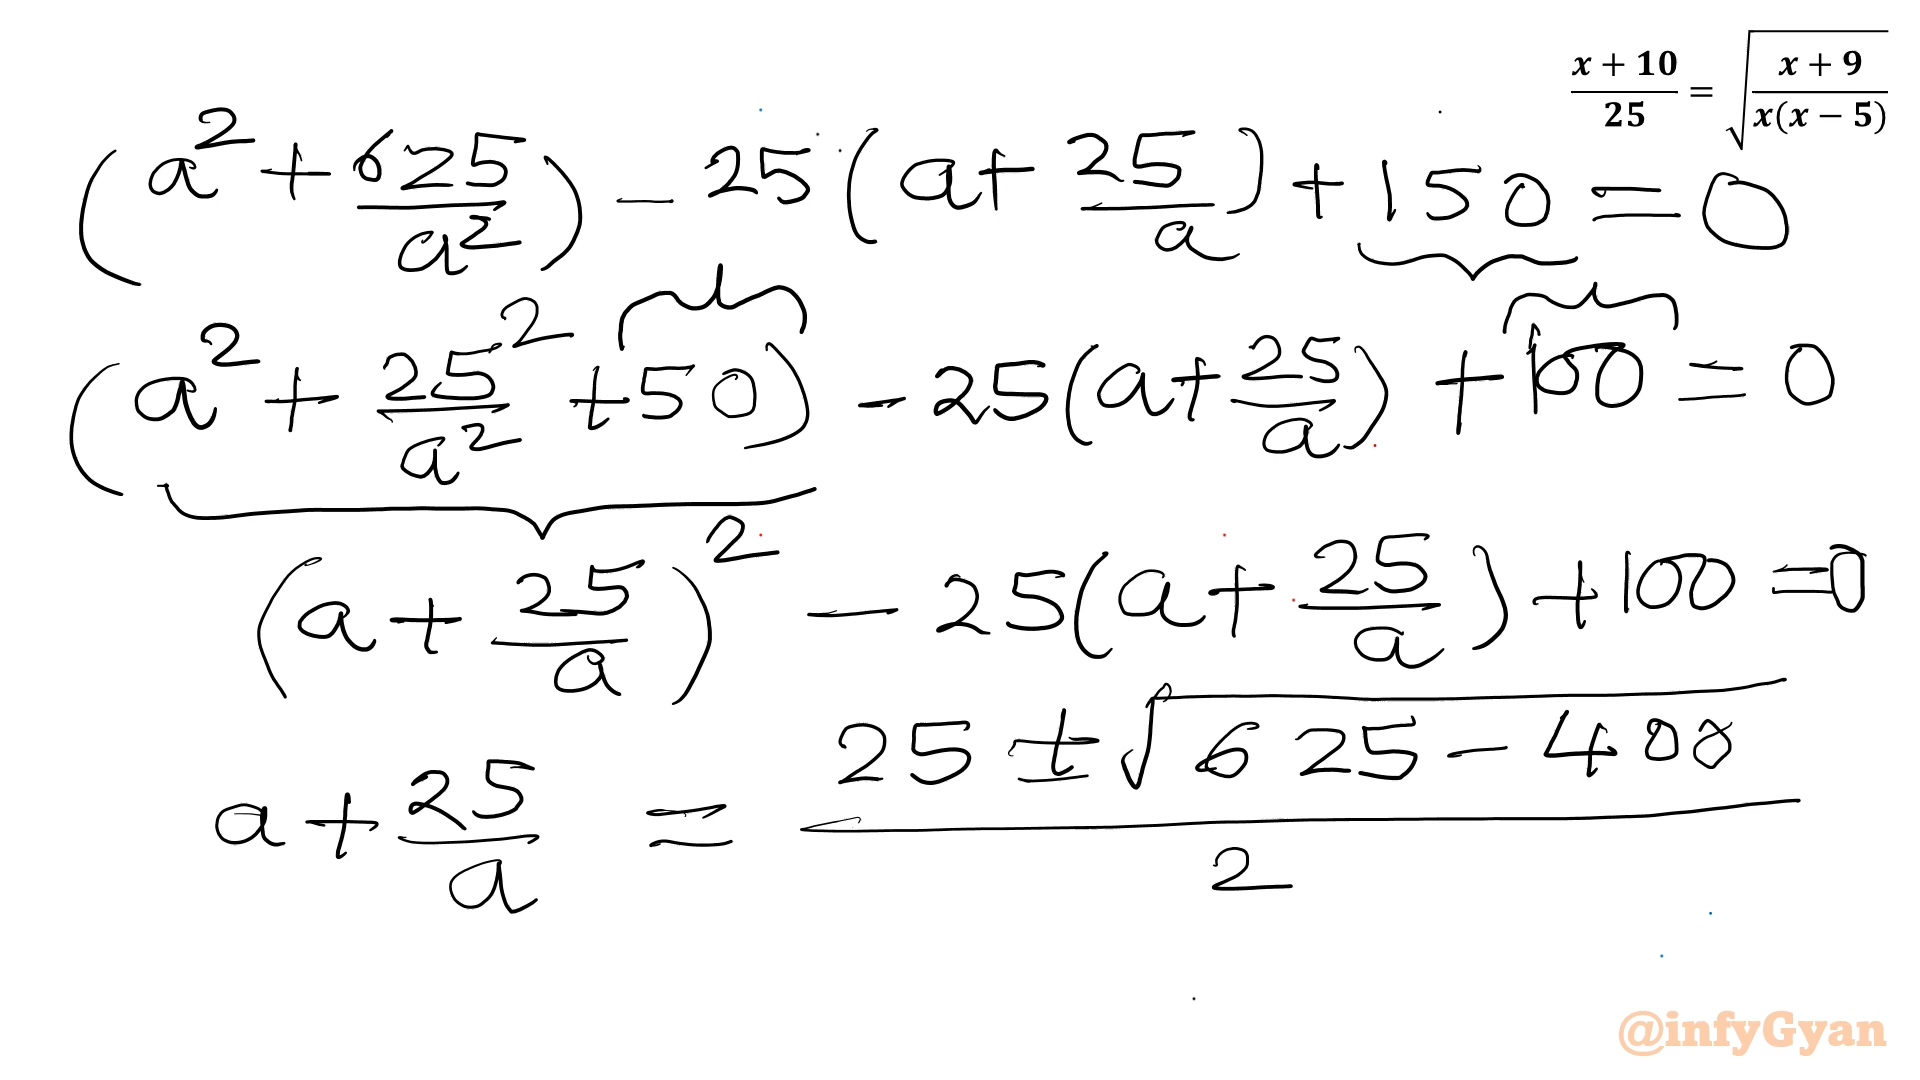 (x + 10)/25 = √((x + 9)/(x(x − 5)))
(a² + 625/a²) − 25(a + 25/a) + 150 = 0
(a² + 25²/a² + 50) − 25(a + 25/a) + 100 = 0
(a + 25/a)² − 25(a + 25/a) + 100 = 0
a + 25/a = (25 ± √(625 − 400))/2
@infyGyan